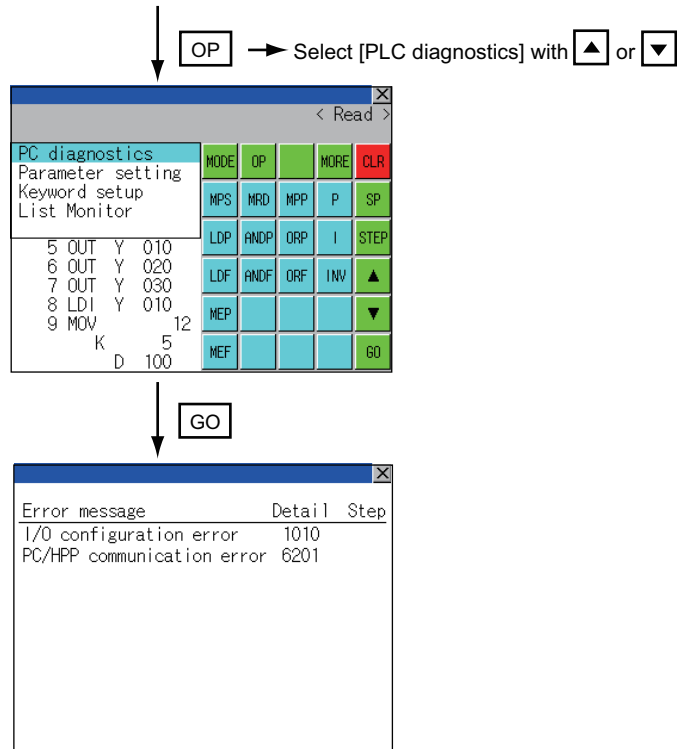 OP Select [PLC diagnostics] with ▲ or ▼
X
< Read >
PC diagnostics
Parameter setting
Keyword setup
List Monitor
5 OUT Y 010
6 OUT Y 020
7 OUT Y 030
8 LDI Y 010
9 MOV 12
K 5
D 100
MODE OP MORE CLR
MPS MRD MPP P SP
LDP ANDP ORP I STEP
LDF ANDF ORF INV ▲
MEP ▼
MEF GO
GO
X
Error message Detail Step
I/O configuration error 1010
PC/HPP communication error 6201